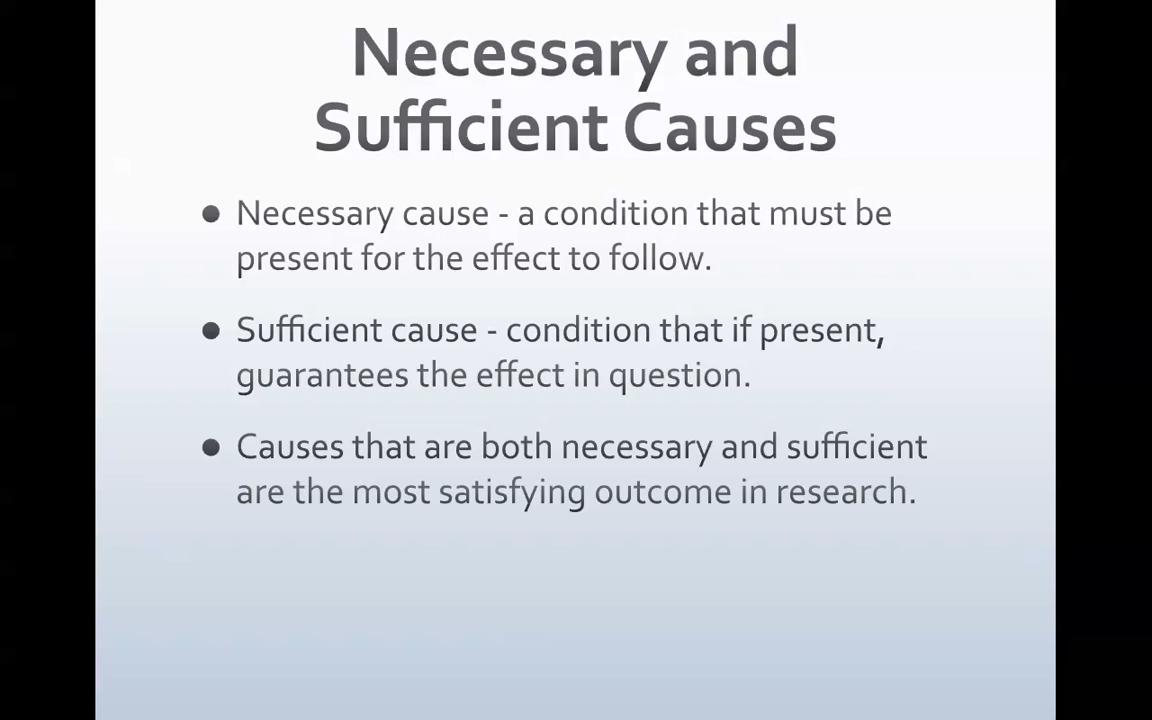 Necessary and
Sufficient Causes
● Necessary cause - a condition that must be
present for the effect to follow.
● Sufficient cause - condition that if present,
guarantees the effect in question.
● Causes that are both necessary and sufficient
are the most satisfying outcome in research.